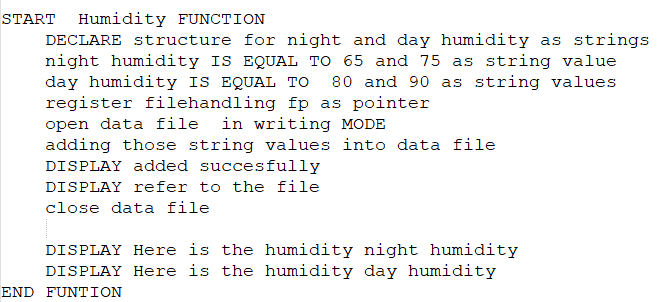 START  Humidity FUNCTION
    DECLARE structure for night and day humidity as strings
    night humidity IS EQUAL TO 65 and 75 as string value
    day humidity IS EQUAL TO  80 and 90 as string values
    register filehandling fp as pointer
    open data file  in writing MODE
    adding those string values into data file
    DISPLAY added succesfully
    DISPLAY refer to the file
    close data file
    DISPLAY Here is the humidity night humidity
    DISPLAY Here is the humidity day humidity
END FUNTION